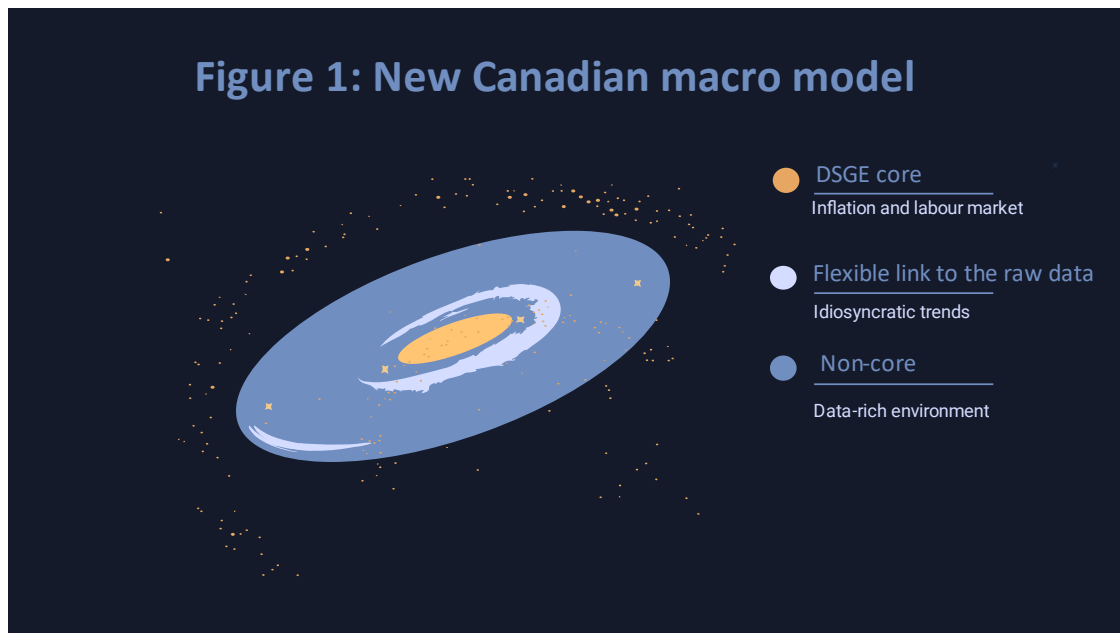 Figure 1: New Canadian macro model
DSGE core
Inflation and labour market
Flexible link to the raw data
Idiosyncratic trends
Non-core
Data-rich environment